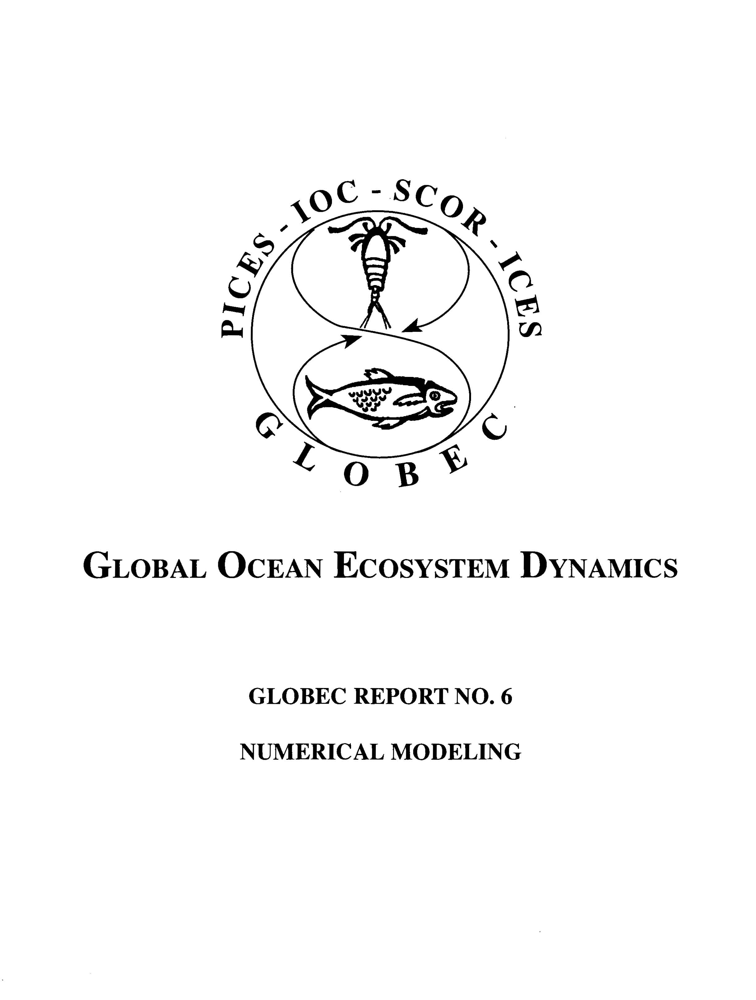 PICES - IOC - SCOR - ICES
GLOBEC
GLOBAL OCEAN ECOSYSTEM DYNAMICS
GLOBEC REPORT NO. 6
NUMERICAL MODELING